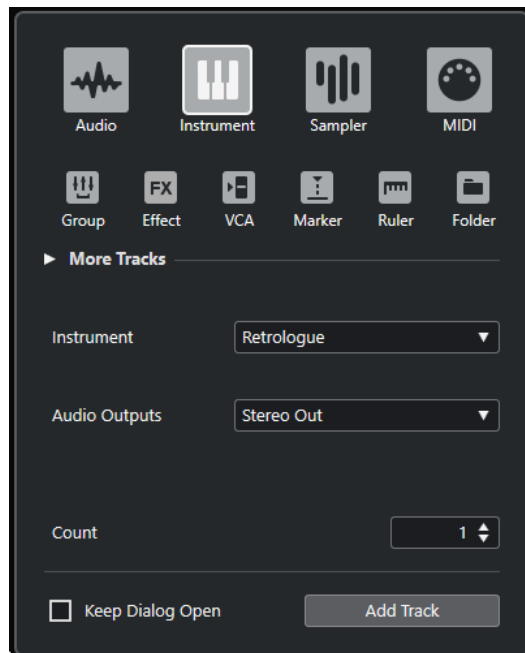 Audio Instrument Sampler MIDI
FX
Group Effect VCA Marker Ruler Folder
More Tracks
Instrument Retrologue
Audio Outputs Stereo Out
Count 1
Keep Dialog Open Add Track